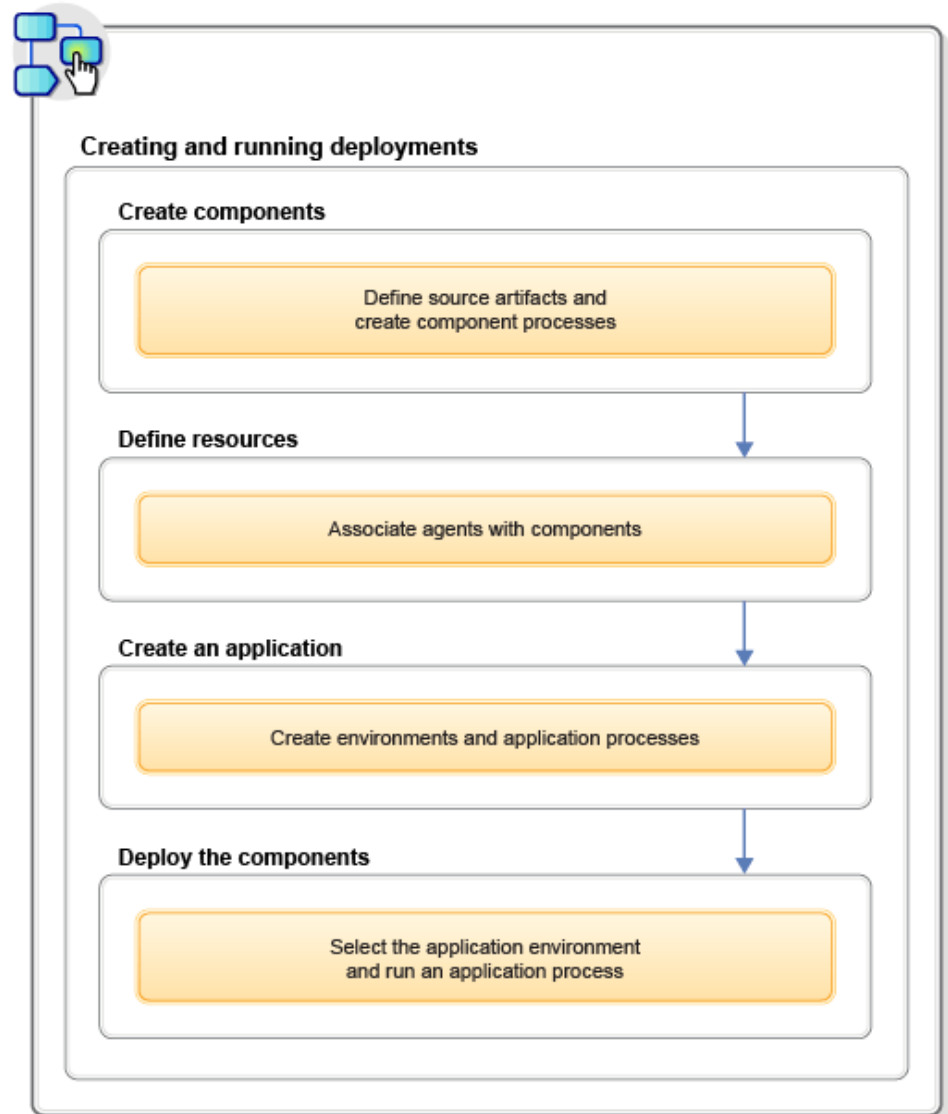 Creating and running deployments
Create components
Define source artifacts and
create component processes
Define resources
Associate agents with components
Create an application
Create environments and application processes
Deploy the components
Select the application environment
and run an application process